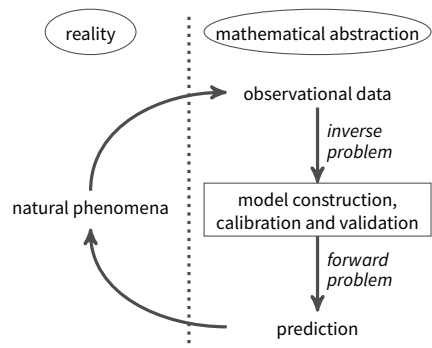 reality
mathematical abstraction
observational data
inverse
problem
natural phenomena
model construction,
calibration and validation
forward
problem
prediction